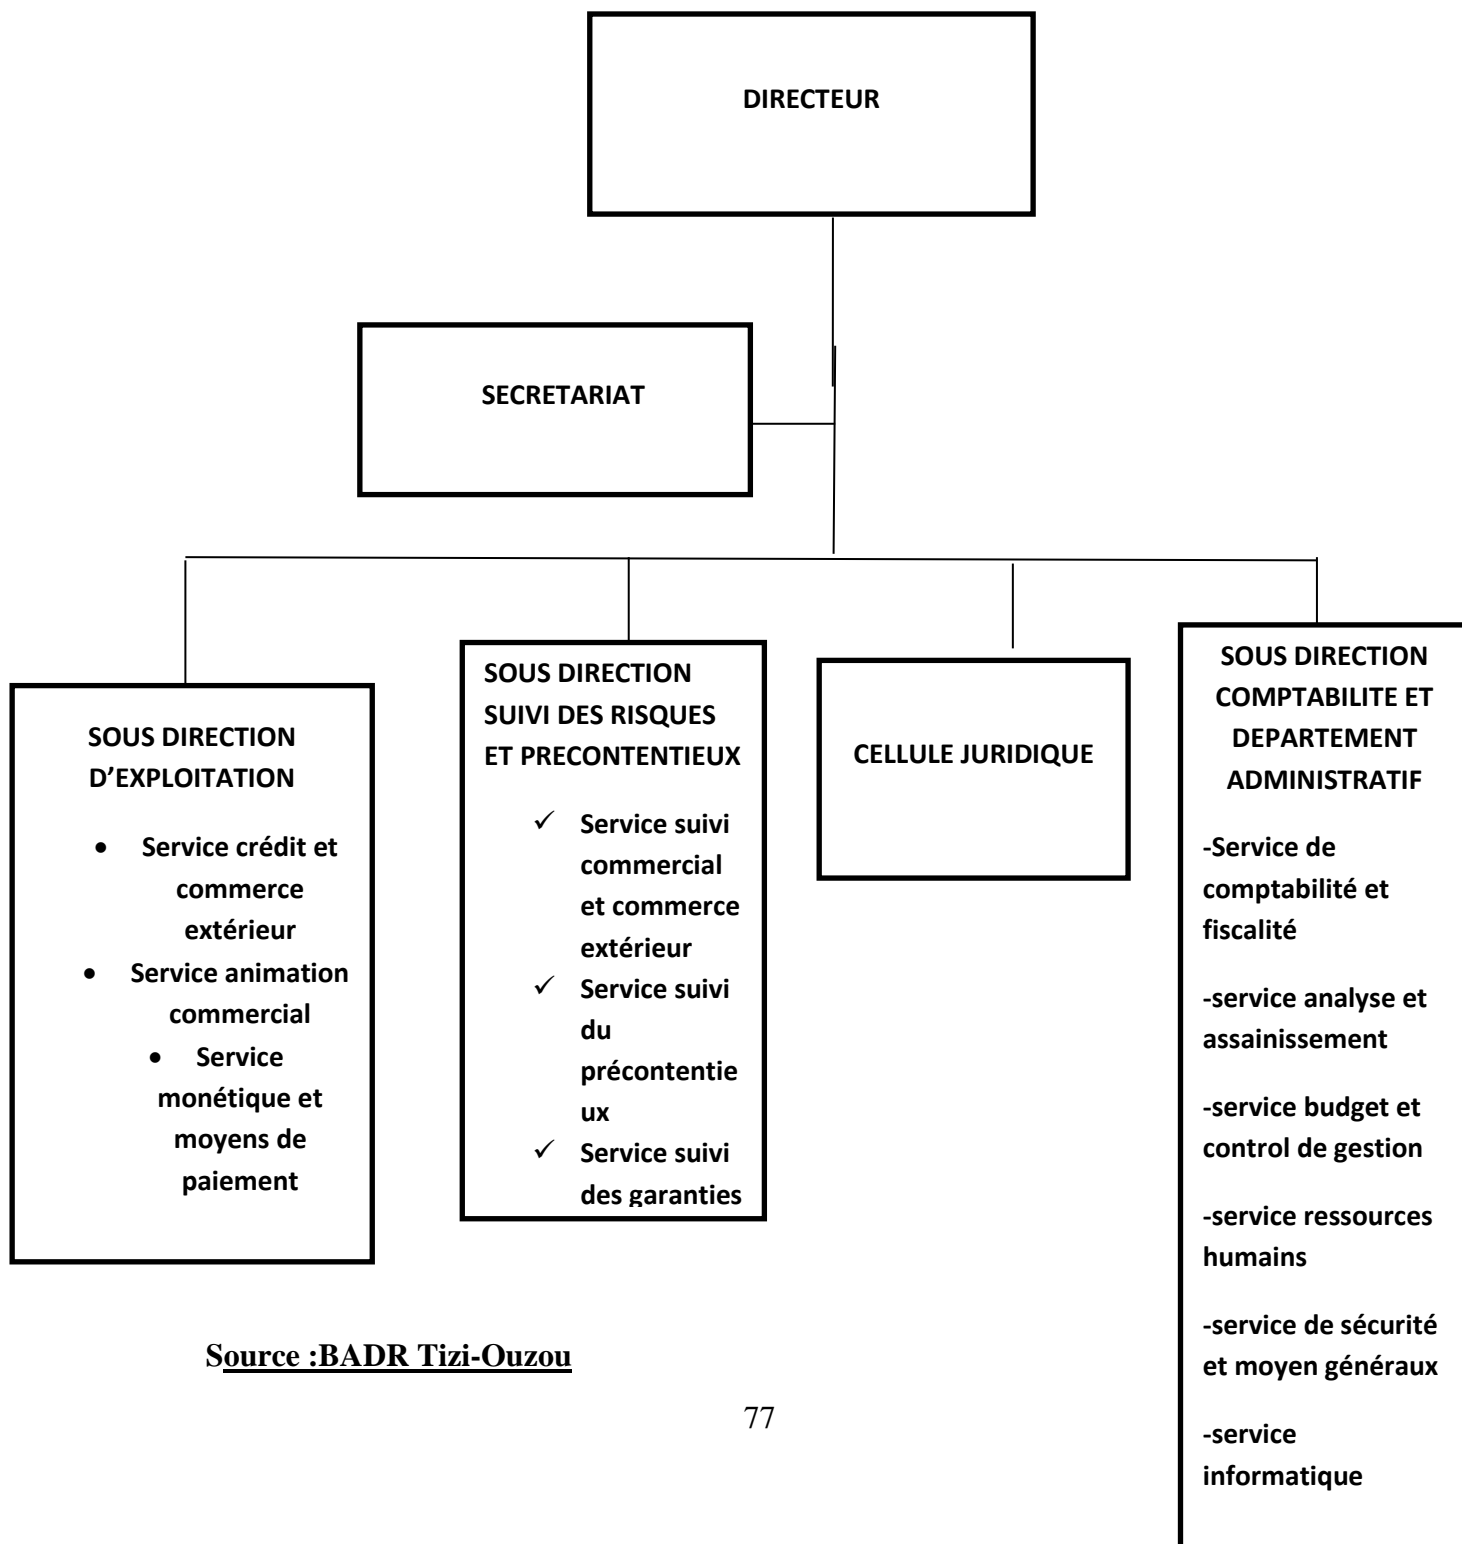 DIRECTEUR
SECRETARIAT
SOUS DIRECTION
D’EXPLOITATION
• Service crédit et
commerce
extérieur
• Service animation
commercial
• Service
monétique et
moyens de
paiement
SOUS DIRECTION
SUIVI DES RISQUES
ET PRECONTENTIEUX
✓ Service suivi
commercial
et commerce
extérieur
✓ Service suivi
du
précontentie
ux
✓ Service suivi
des garanties
CELLULE JURIDIQUE
SOUS DIRECTION
COMPTABILITE ET
DEPARTEMENT
ADMINISTRATIF
-Service de
comptabilité et
fiscalité
-service analyse et
assainissement
-service budget et
control de gestion
-service ressources
humains
-service de sécurité
et moyen généraux
-service
informatique
Source :BADR Tizi-Ouzou
77